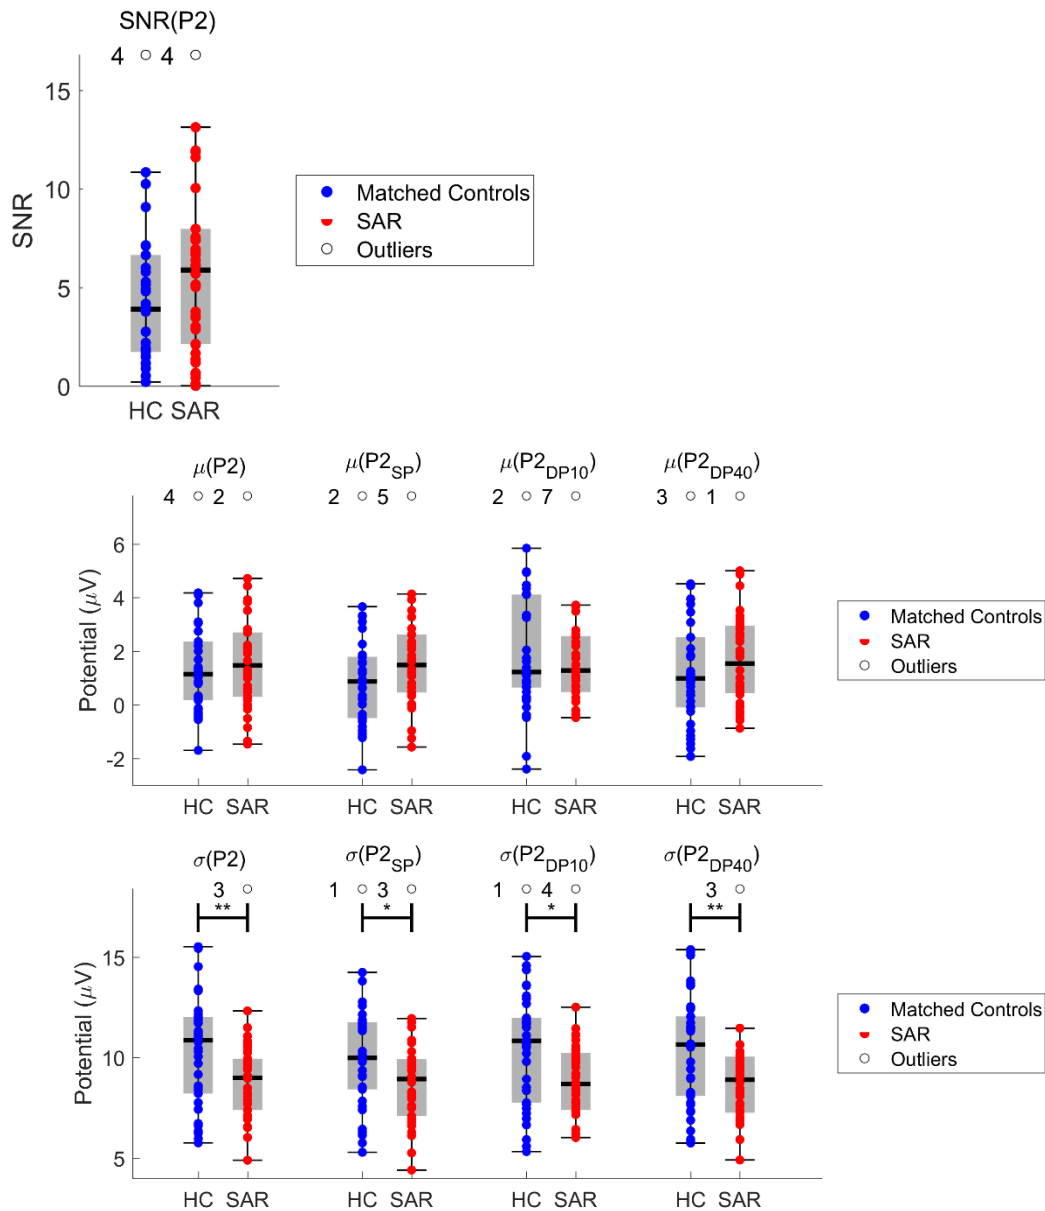 SNR(P2)
4 ○ 4 ○
15
10
5
0
SNR
HC SAR
Matched Controls
SAR
Outliers
μ(P2) μ(P2SP) μ(P2DP10) μ(P2DP40)
4 ○ 2 ○ 2 ○ 5 ○ 2 ○ 7 ○ 3 ○ 1 ○
6
4
2
0
-2
Potential (μV)
HC SAR HC SAR HC SAR HC SAR
Matched Controls
SAR
Outliers
σ(P2) σ(P2SP) σ(P2DP10) σ(P2DP40)
3 ○ 1 ○ 3 ○ 1 ○ 4 ○ 3 ○
** * * **
15
10
5
Potential (μV)
HC SAR HC SAR HC SAR HC SAR
Matched Controls
SAR
Outliers